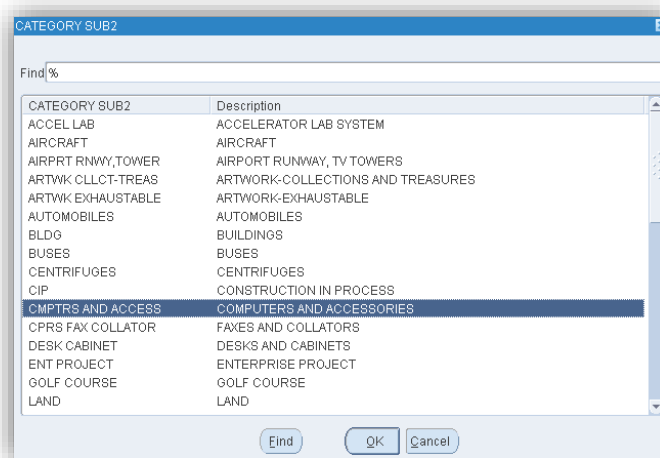 CATEGORY SUB2
Find %
CATEGORY SUB2 Description
ACCEL LAB ACCELERATOR LAB SYSTEM
AIRCRAFT AIRCRAFT
AIRPRT RNWY,TOWER AIRPORT RUNWAY, TV TOWERS
ARTWK CLLCT-TREAS ARTWORK-COLLECTIONS AND TREASURES
ARTWK EXHAUSTABLE ARTWORK-EXHAUSTABLE
AUTOMOBILES AUTOMOBILES
BLDG BUILDINGS
BUSES BUSES
CENTRIFUGES CENTRIFUGES
CIP CONSTRUCTION IN PROCESS
CMPTRS AND ACCESS COMPUTERS AND ACCESSORIES
CPRS FAX COLLATOR FAXES AND COLLATORS
DESK CABINET DESKS AND CABINETS
ENT PROJECT ENTERPRISE PROJECT
GOLF COURSE GOLF COURSE
LAND LAND
Find OK Cancel